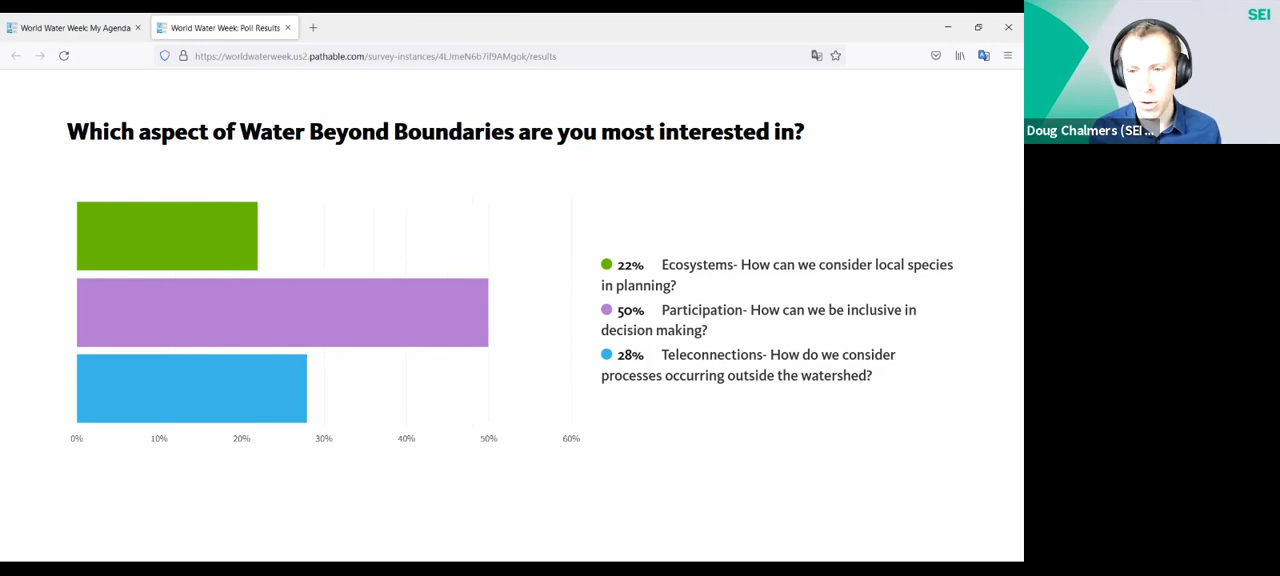 World Water Week: My Agenda
World Water Week: Poll Results
https://worldwaterweek.us2.pathable.com/survey-instances/4LJmeN6b7if9AMgok/results
SEI
Doug Chalmers (SEI ...
Which aspect of Water Beyond Boundaries are you most interested in?
22% Ecosystems- How can we consider local species
in planning?
50% Participation- How can we be inclusive in
decision making?
28% Teleconnections- How do we consider
processes occurring outside the watershed?
0% 10% 20% 30% 40% 50% 60%